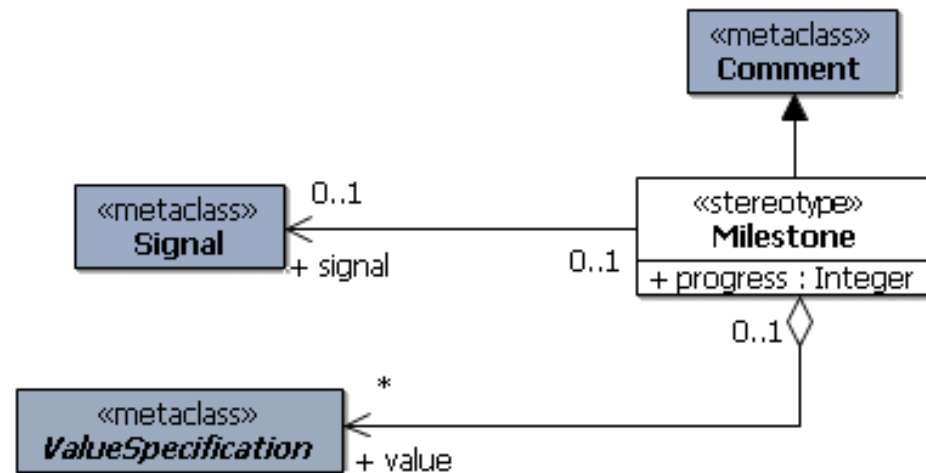 «metaclass»
Comment
«metaclass»
Signal
0..1
+ signal
0..1
«stereotype»
Milestone
+ progress : Integer
0..1
«metaclass»
ValueSpecification
*
+ value